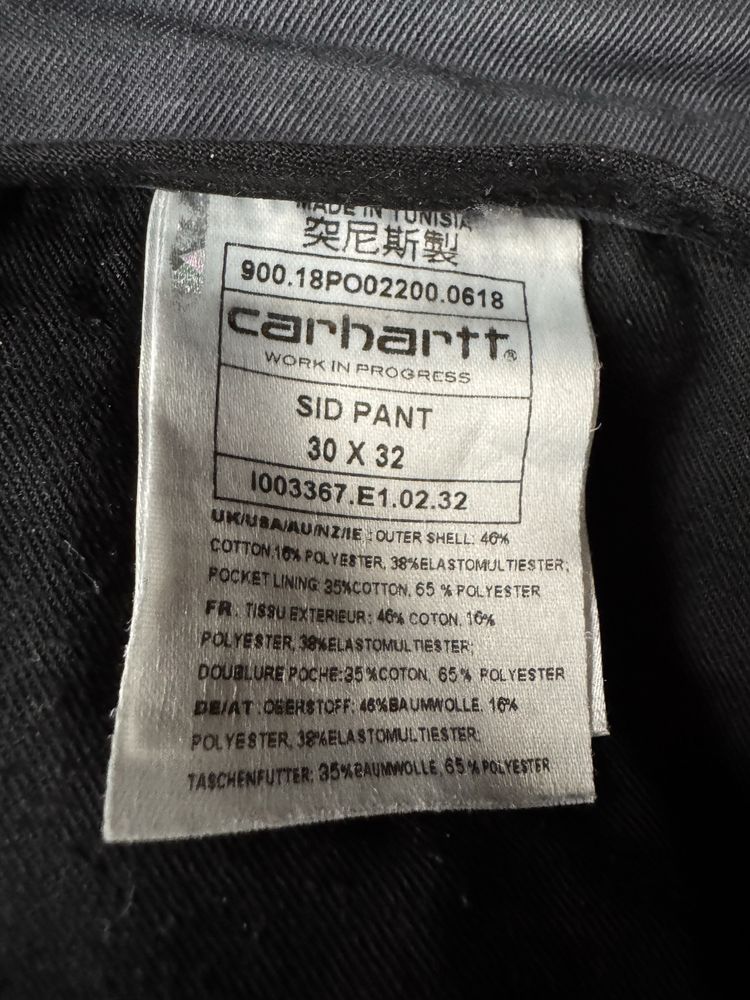 MADE IN TUNISIA
突尼斯製
900.18PO02200.0618
carhartt®
WORK IN PROGRESS
SID PANT
30 X 32
I003367.E1.02.32
UK/USA/AU/NZ/IE : OUTER SHELL: 46%
COTTON,16% POLYESTER, 38%ELASTOMULTIESTER;
POCKET LINING: 35%COTTON, 65 % POLYESTER
FR : TISSU EXTERIEUR: 46% COTON, 16%
POLYESTER, 38%ELASTOMULTIESTER;
DOUBLURE POCHE:35%COTON, 65% POLYESTER
DE/AT : OBERSTOFF: 46%BAUMWOLLE, 16%
POLYESTER, 38%ELASTOMULTIESTER;
TASCHENFUTTER: 35%BAUMWOLLE, 65% POLYESTER